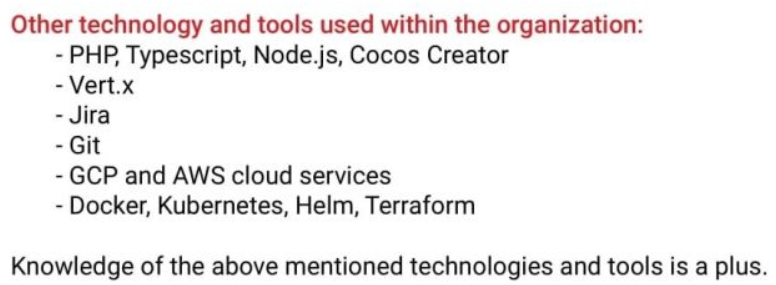 Other technology and tools used within the organization:
- PHP, Typescript, Node.js, Cocos Creator
- Vert.x
- Jira
- Git
- GCP and AWS cloud services
- Docker, Kubernetes, Helm, Terraform
Knowledge of the above mentioned technologies and tools is a plus.